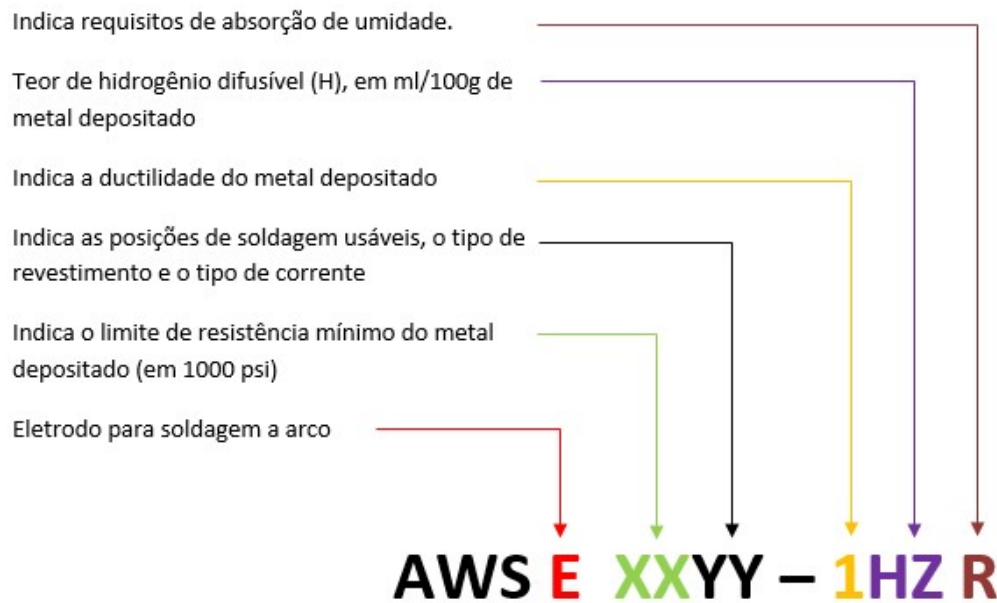 Indica requisitos de absorção de umidade.
Teor de hidrogênio difusível (H), em ml/100g de
metal depositado
Indica a ductilidade do metal depositado
Indica as posições de soldagem usáveis, o tipo de
revestimento e o tipo de corrente
Indica o limite de resistência mínimo do metal
depositado (em 1000 psi)
Eletrodo para soldagem a arco
AWS E XXYY – 1HZ R